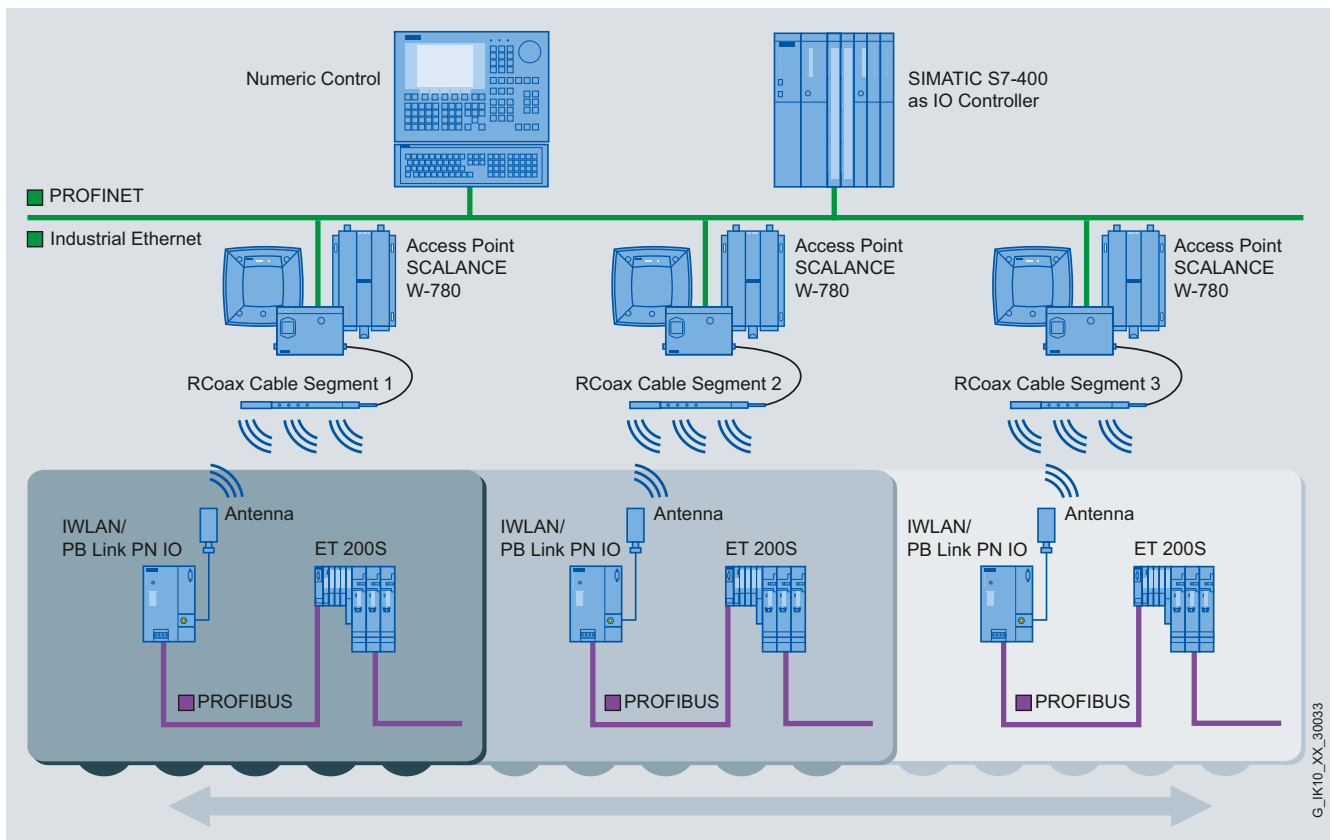 Numeric Control
SIMATIC S7-400
as IO Controller
PROFINET
Industrial Ethernet
Access Point
SCALANCE
W-780
Access Point
SCALANCE
W-780
Access Point
SCALANCE
W-780
RCoax Cable Segment 1
RCoax Cable Segment 2
RCoax Cable Segment 3
IWLAN/
PB Link PN IO
Antenna
ET 200S
PROFIBUS
IWLAN/
PB Link PN IO
Antenna
ET 200S
PROFIBUS
IWLAN/
PB Link PN IO
Antenna
ET 200S
PROFIBUS
G_IK10_XX_30033